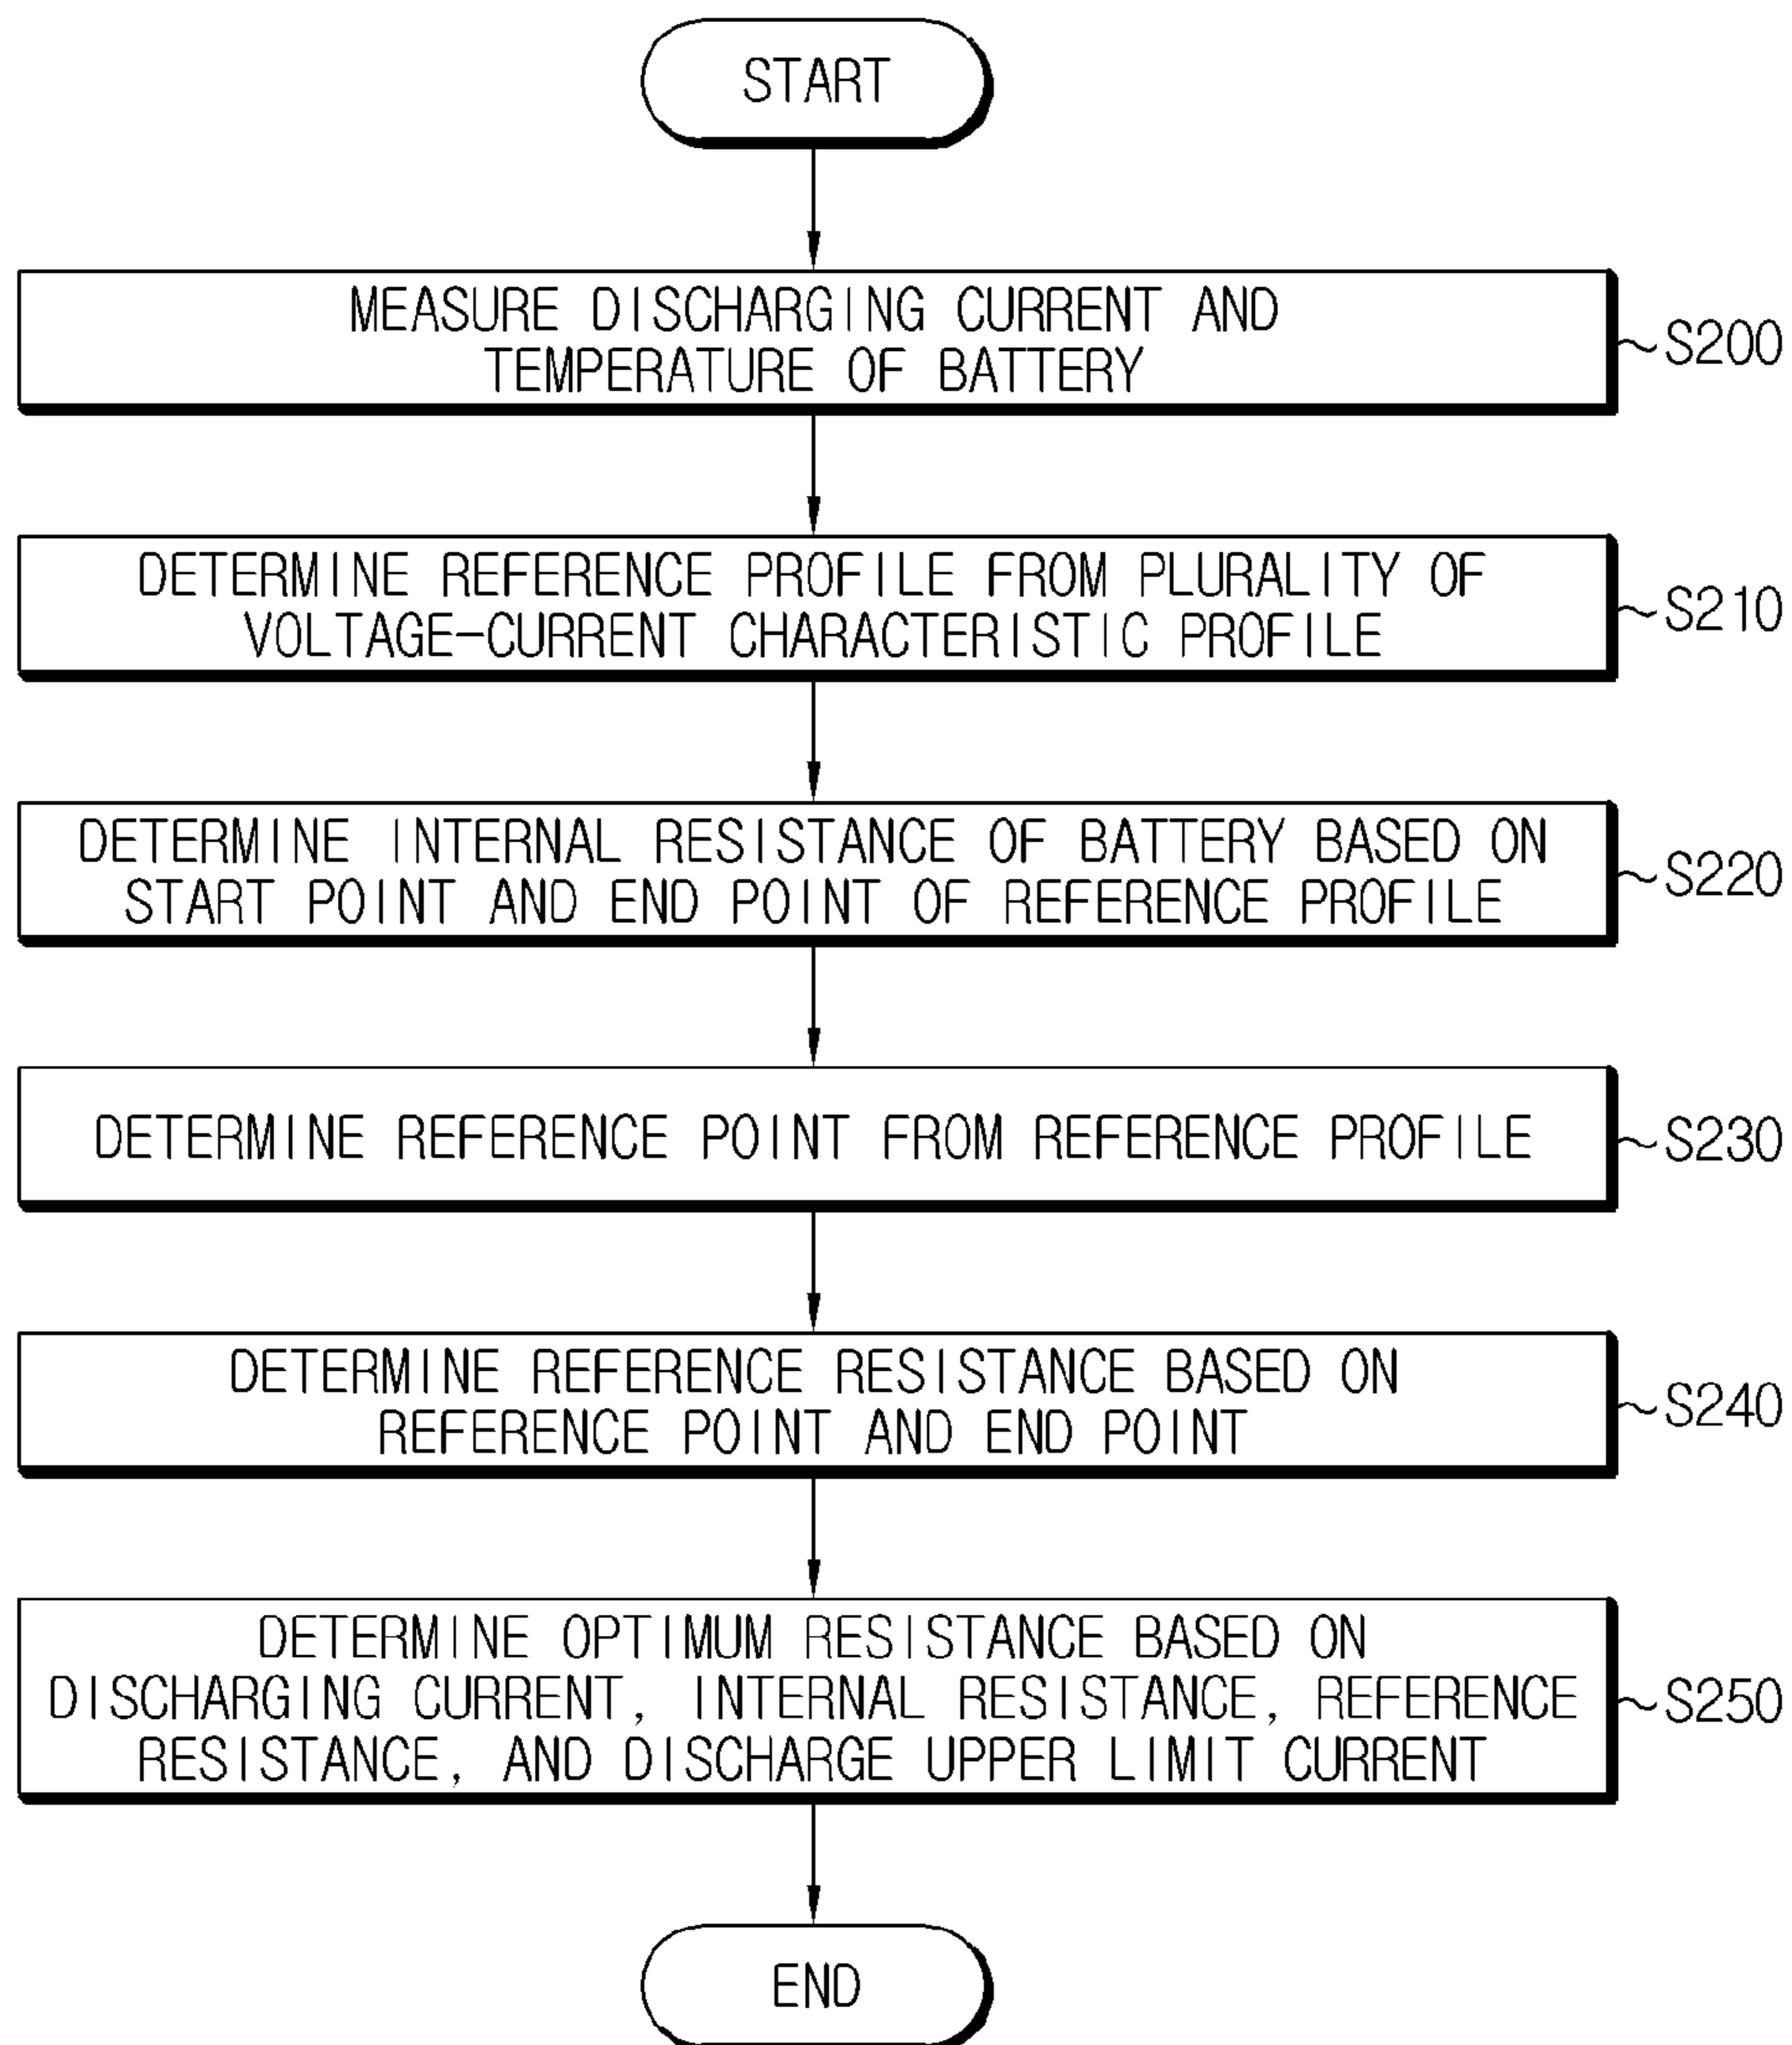 START
MEASURE DISCHARGING CURRENT AND
TEMPERATURE OF BATTERY
S200
DETERMINE REFERENCE PROFILE FROM PLURALITY OF
VOLTAGE-CURRENT CHARACTERISTIC PROFILE
S210
DETERMINE INTERNAL RESISTANCE OF BATTERY BASED ON
START POINT AND END POINT OF REFERENCE PROFILE
S220
DETERMINE REFERENCE POINT FROM REFERENCE PROFILE
S230
DETERMINE REFERENCE RESISTANCE BASED ON
REFERENCE POINT AND END POINT
S240
DETERMINE OPTIMUM RESISTANCE BASED ON
DISCHARGING CURRENT, INTERNAL RESISTANCE, REFERENCE
RESISTANCE, AND DISCHARGE UPPER LIMIT CURRENT
S250
END